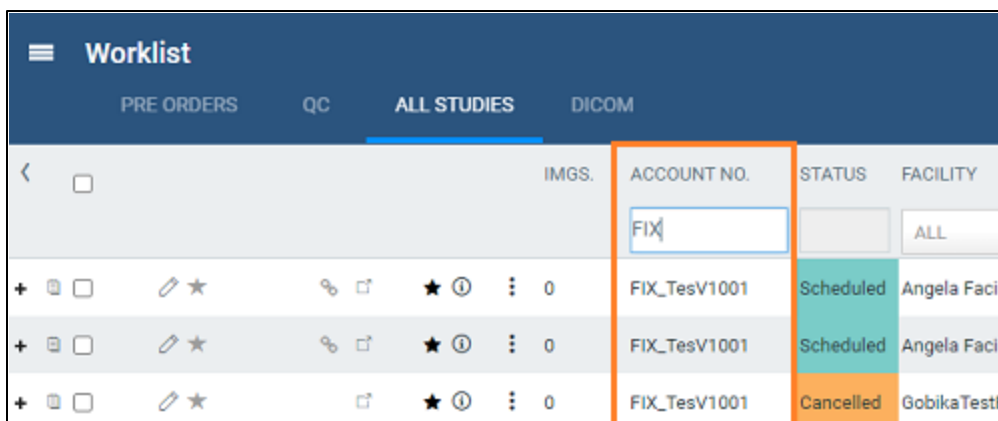 Worklist
PRE ORDERS QC ALL STUDIES DICOM
IMGS. ACCOUNT NO. STATUS FACILITY
FIX ALL
0 FIX_TesV1001 Scheduled Angela Faci
0 FIX_TesV1001 Scheduled Angela Faci
0 FIX_TesV1001 Cancelled GobikaTest